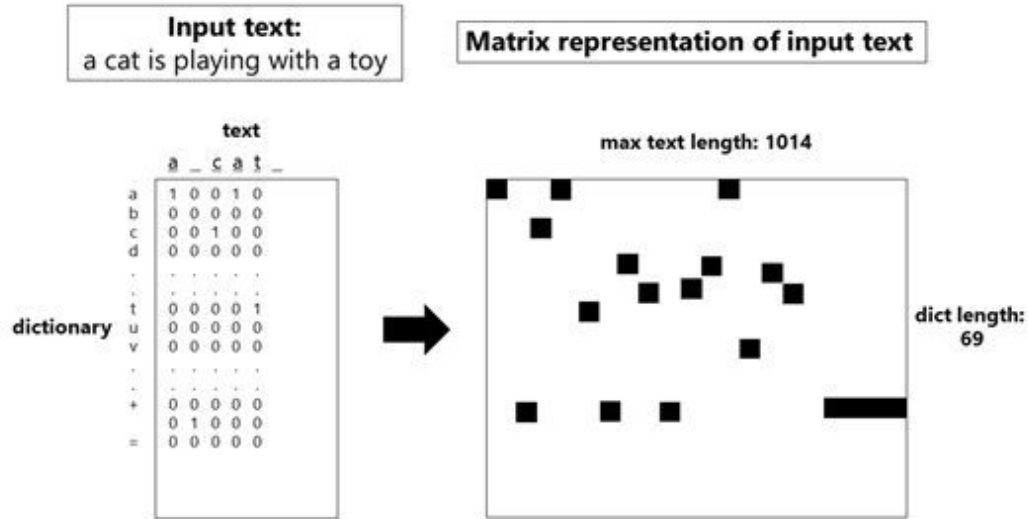 Input text:
a cat is playing with a toy
Matrix representation of input text
text
a _ c a t _
max text length: 1014
a 1 0 0 1 0
b 0 0 0 0 0
c 0 0 1 0 0
d 0 0 0 0 0
. . . . . .
. . . . . .
t 0 0 0 0 1
dictionary
u 0 0 0 0 0
v 0 0 0 0 0
. . . . . .
. . . . . .
+ 0 0 0 0 0
0 1 0 0 0
= 0 0 0 0 0
dict length:
69